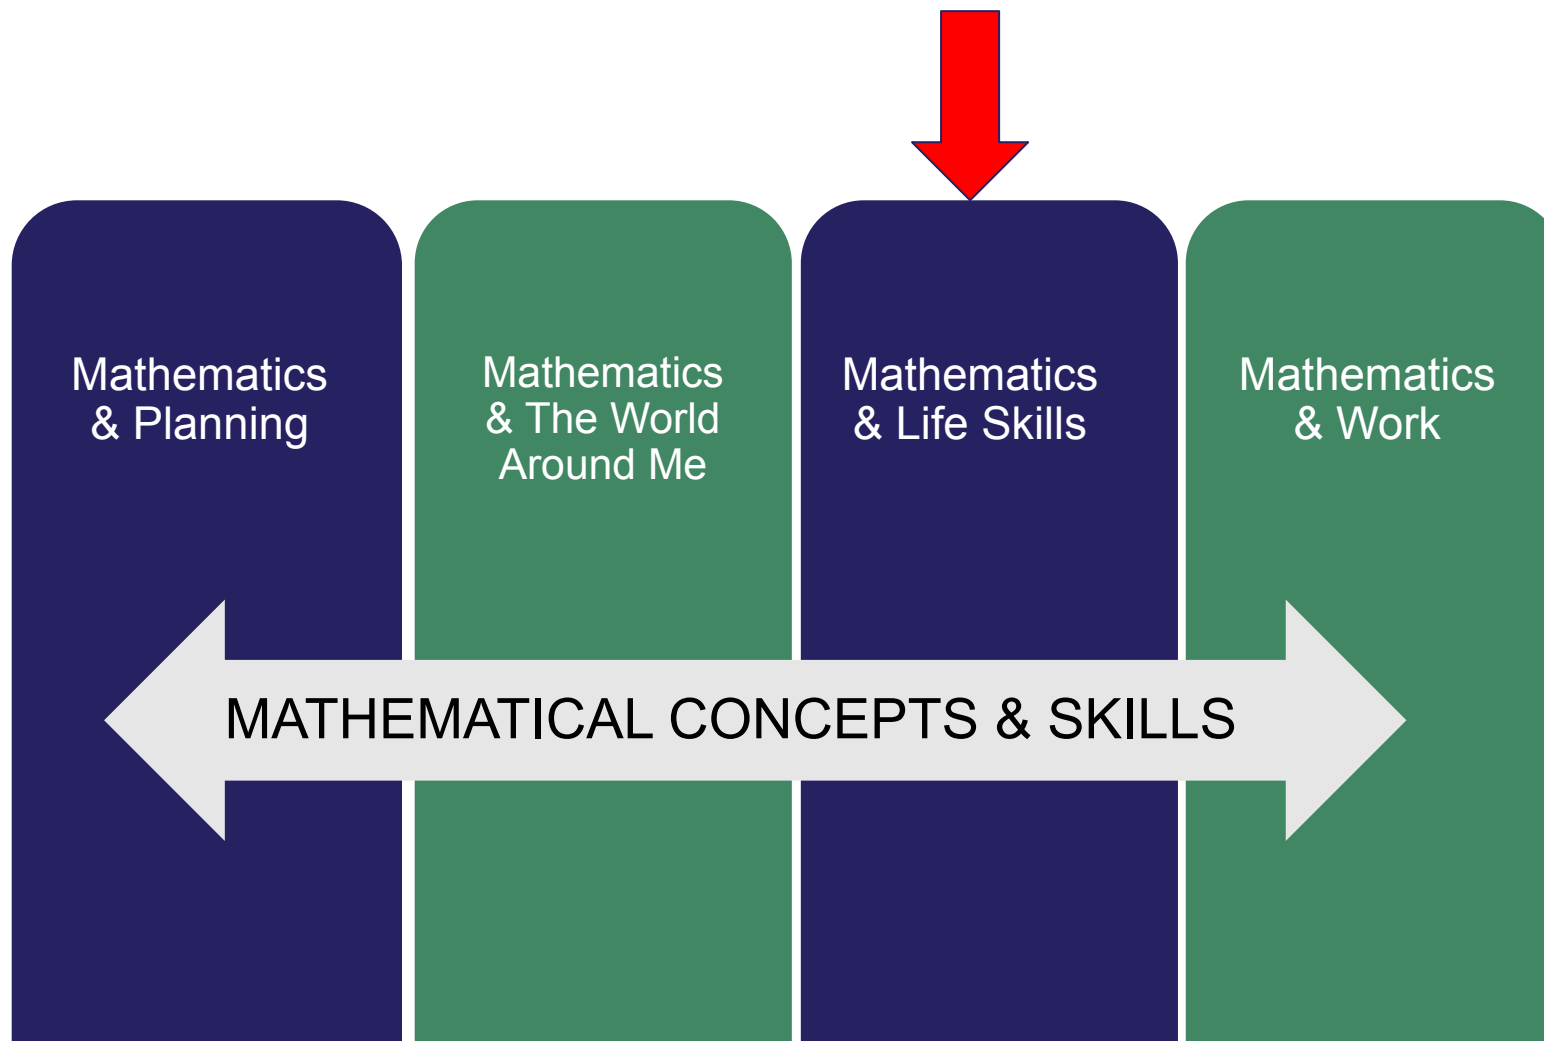 Mathematics
& Planning
Mathematics
& The World
Around Me
Mathematics
& Life Skills
Mathematics
& Work
MATHEMATICAL CONCEPTS & SKILLS